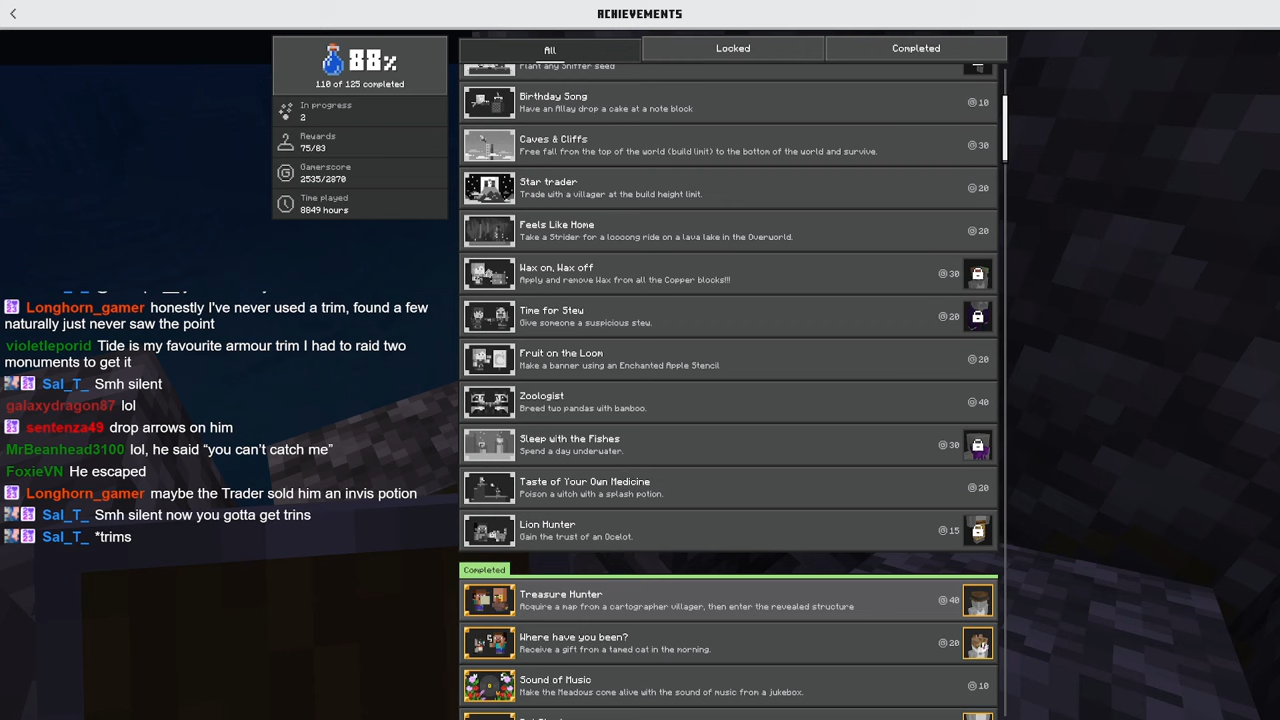 ACHIEVEMENTS
88%
110 of 125 completed
In progress
2
Rewards
75/83
Gamerscore
2535/2870
Time played
8849 hours
All
Locked
Completed
Plant any Sniffer seed
Birthday Song
Have an Allay drop a cake at a note block
10
Caves & Cliffs
Free fall from the top of the world (build limit) to the bottom of the world and survive.
30
Star trader
Trade with a villager at the build height limit.
20
Feels Like Home
Take a Strider for a loooong ride on a lava lake in the Overworld.
20
Wax on, Wax off
Apply and remove Wax from all the Copper blocks!!!
30
Time for Stew
Give someone a suspicious stew.
20
Fruit on the Loom
Make a banner using an Enchanted Apple Stencil
20
Zoologist
Breed two pandas with bamboo.
40
Sleep with the Fishes
Spend a day underwater.
30
Taste of Your Own Medicine
Poison a witch with a splash potion.
20
Lion Hunter
Gain the trust of an Ocelot.
15
Completed
Treasure Hunter
Acquire a map from a cartographer villager, then enter the revealed structure
40
Where have you been?
Receive a gift from a tamed cat in the morning.
20
Sound of Music
Make the Meadows come alive with the sound of music from a jukebox.
10
Longhorn_gamer honestly I've never used a trim, found a few
naturally just never saw the point
violetleporid Tide is my favourite armour trim I had to raid two
monuments to get it
Sal_T_ Smh silent
galaxydragon87 lol
sentenza49 drop arrows on him
MrBeanhead3100 lol, he said “you can’t catch me”
FoxieVN He escaped
Longhorn_gamer maybe the Trader sold him an invis potion
Sal_T_ Smh silent now you gotta get trins
Sal_T_ *trims